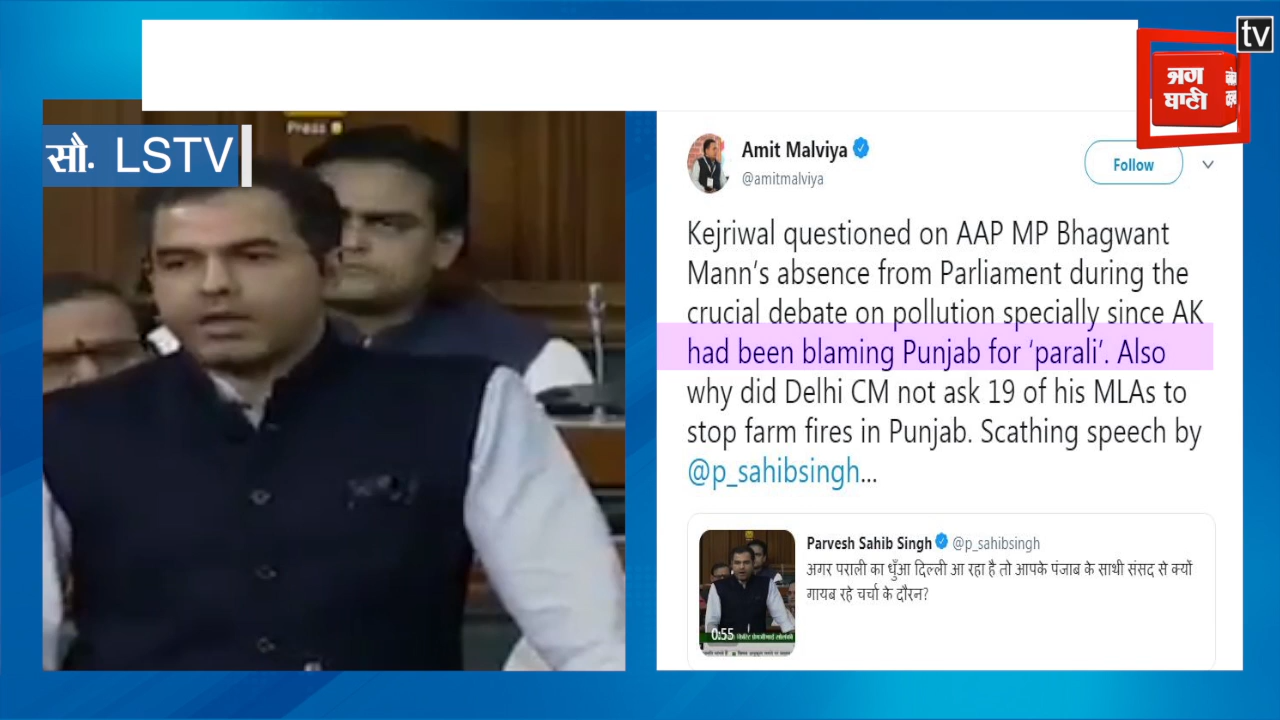 tv
ਜਗ
ਬਾਣੀ
सौ. LSTV
Press
Amit Malviya
@amitmalviya
Follow
Kejriwal questioned on AAP MP Bhagwant
Mann's absence from Parliament during the
crucial debate on pollution specially since AK
had been blaming Punjab for ‘parali’. Also
why did Delhi CM not ask 19 of his MLAs to
stop farm fires in Punjab. Scathing speech by
@p_sahibsingh...
Parvesh Sahib Singh @p_sahibsingh
अगर पराली का धुँआ दिल्ली आ रहा है तो आपके पंजाब के साथी संसद से क्यों
गायब रहे चर्चा के दौरन?
0:55